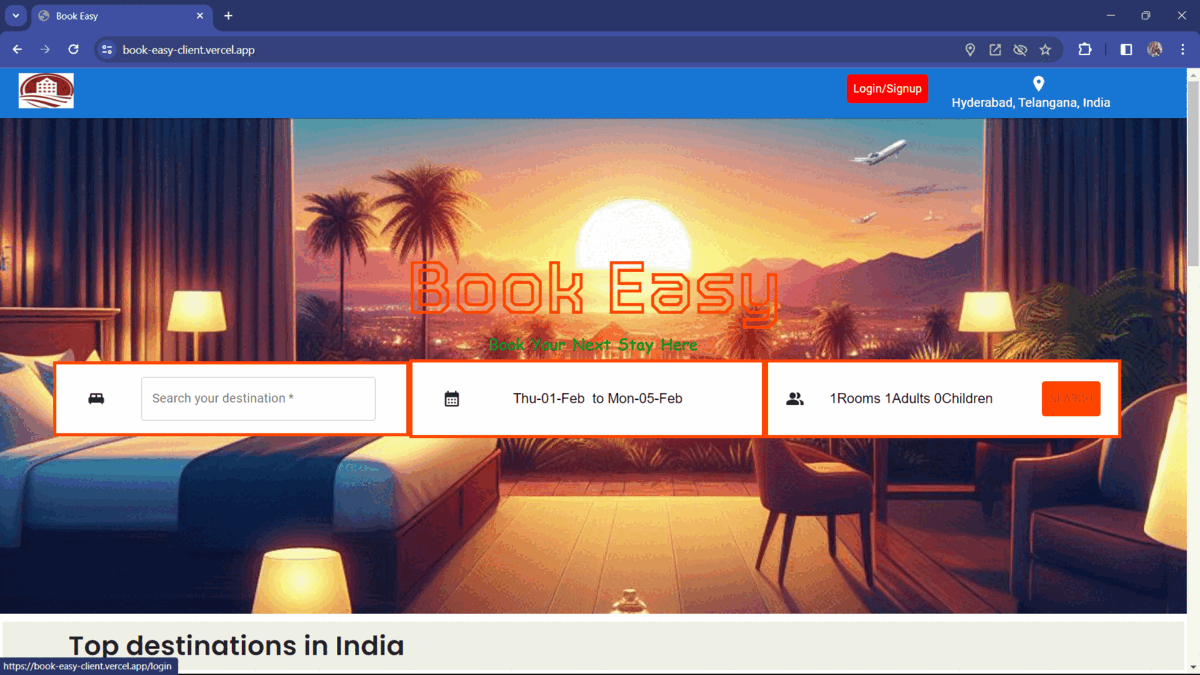 Book Easy
book-easy-client.vercel.app
Login/Signup
Hyderabad, Telangana, India
Book Easy
Book Your Next Stay Here
Search your destination *
Thu-01-Feb to Mon-05-Feb
1Rooms 1Adults 0Children
SEARCH
Top destinations in India
https://book-easy-client.vercel.app/login